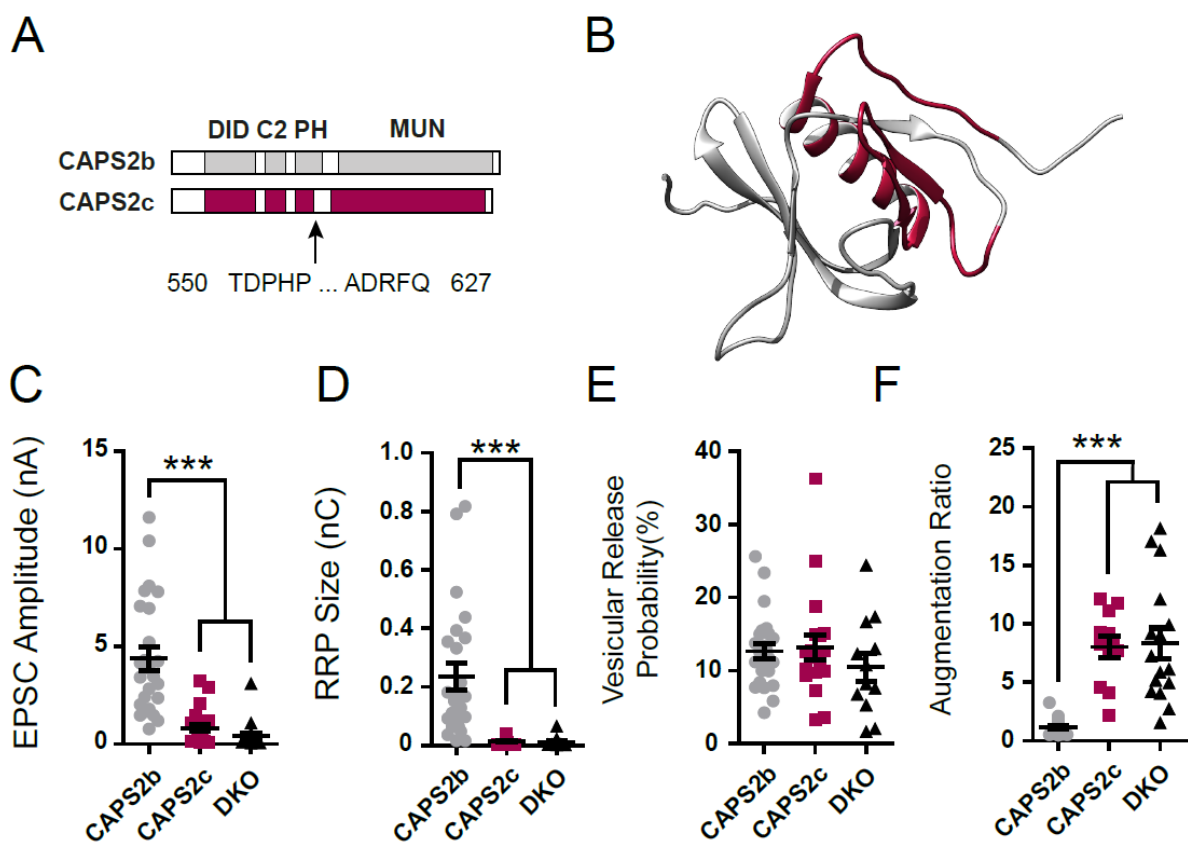 A
B
DID C2 PH MUN
CAPS2b
CAPS2c
550 TDPHP ... ADRFQ 627
C
D
E
F
EPSC Amplitude (nA)
15
10
5
0
***
CAPS2b
CAPS2c
DKO
RRP Size (nC)
1.0
0.8
0.6
0.4
0.2
0
***
CAPS2b
CAPS2c
DKO
Vesicular Release
Probability(%)
40
30
20
10
0
CAPS2b
CAPS2c
DKO
Augmentation Ratio
25
20
15
10
5
0
***
CAPS2b
CAPS2c
DKO